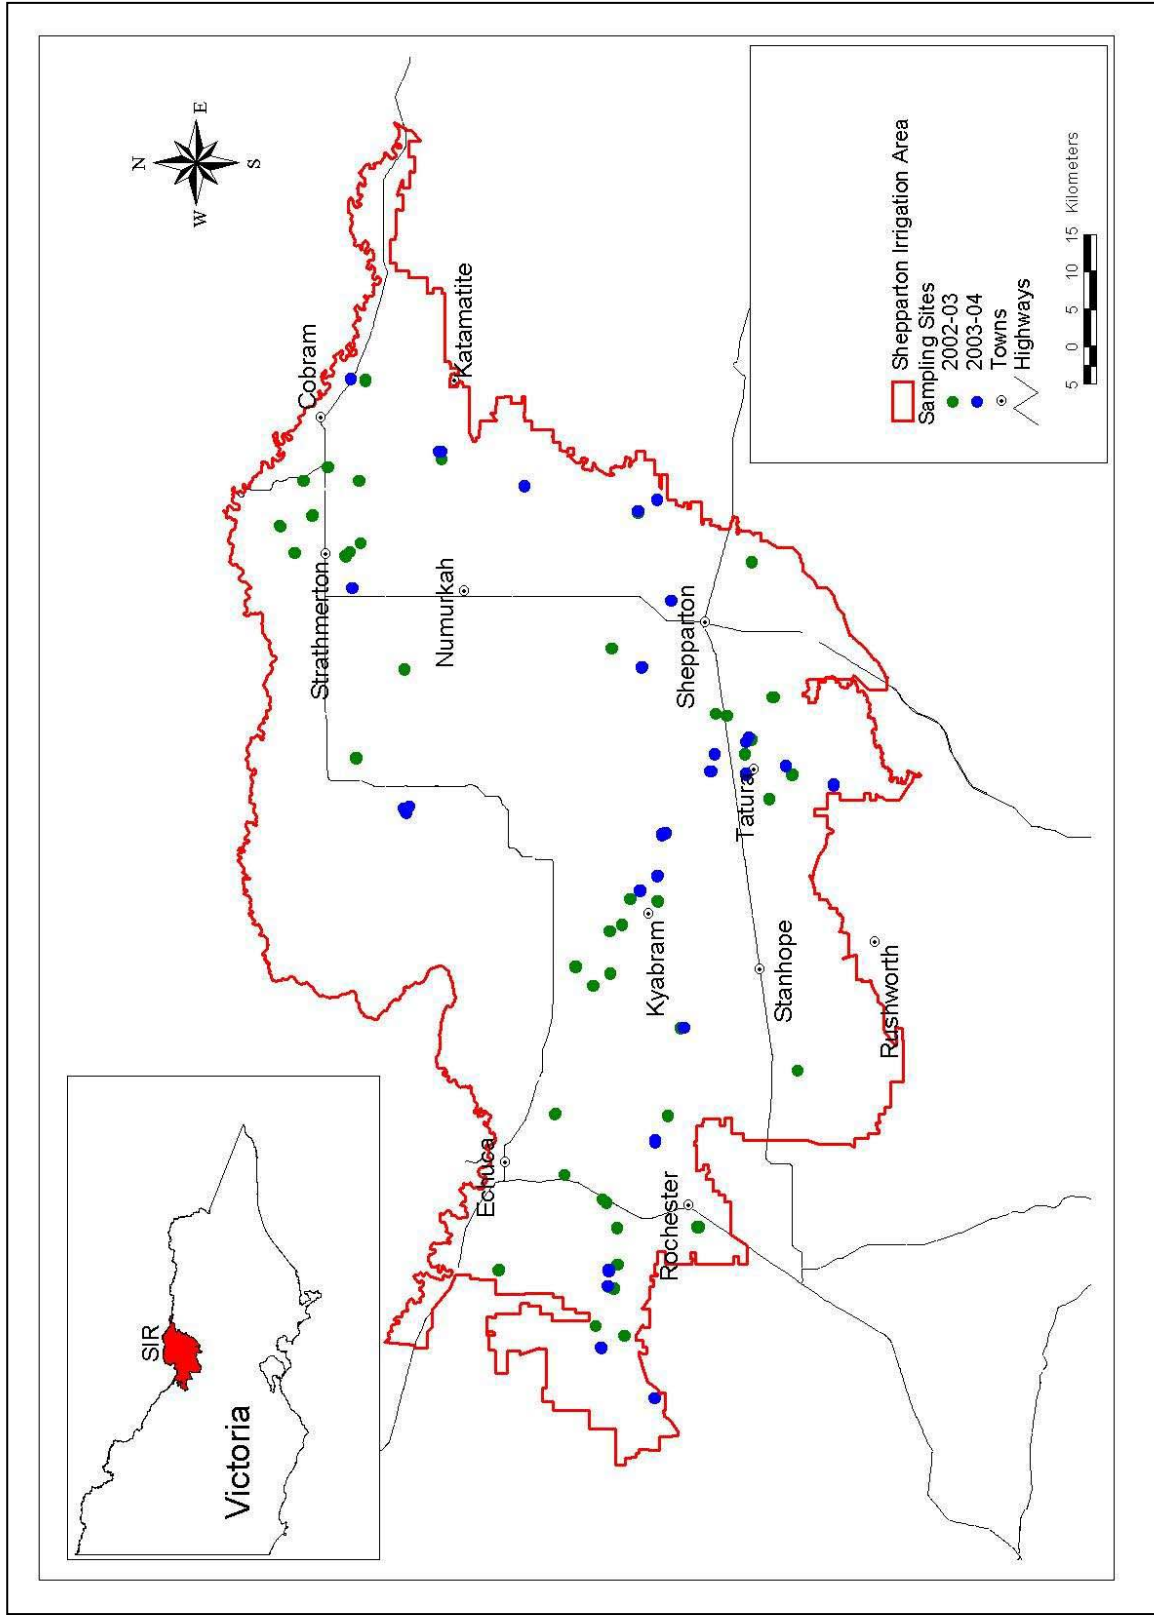 N
W
E
S
SIR
Victoria
Cobram
Strathmerton
Katamatite
Numurkah
Echuca
Shepparton
Kyabram
Tatura
Rochester
Stanhope
Rushworth
Shepparton Irrigation Area
Sampling Sites
2002-03
2003-04
Towns
Highways
5 0 5 10 15 Kilometers